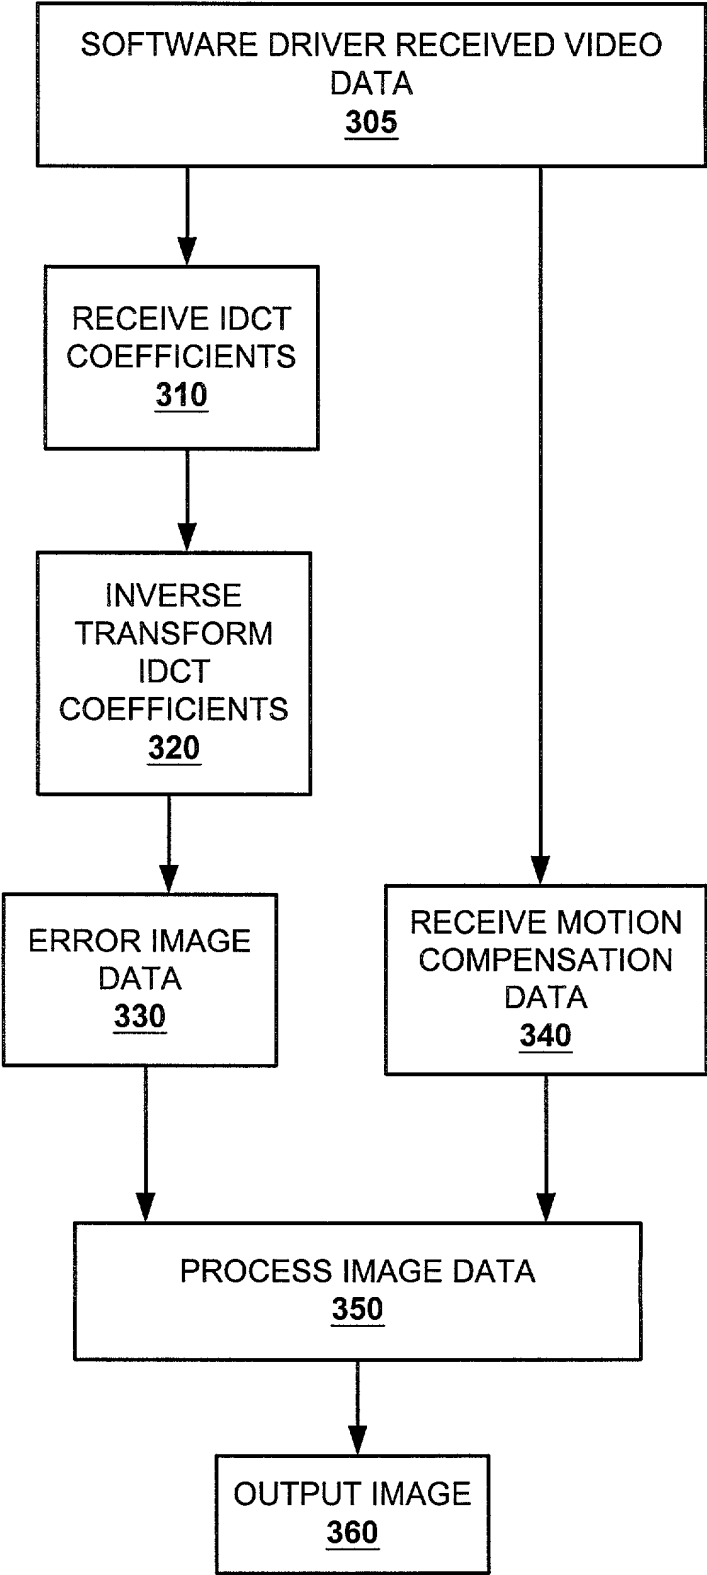 SOFTWARE DRIVER RECEIVED VIDEO
DATA
305
RECEIVE IDCT
COEFFICIENTS
310
INVERSE
TRANSFORM
IDCT
COEFFICIENTS
320
ERROR IMAGE
DATA
330
RECEIVE MOTION
COMPENSATION
DATA
340
PROCESS IMAGE DATA
350
OUTPUT IMAGE
360